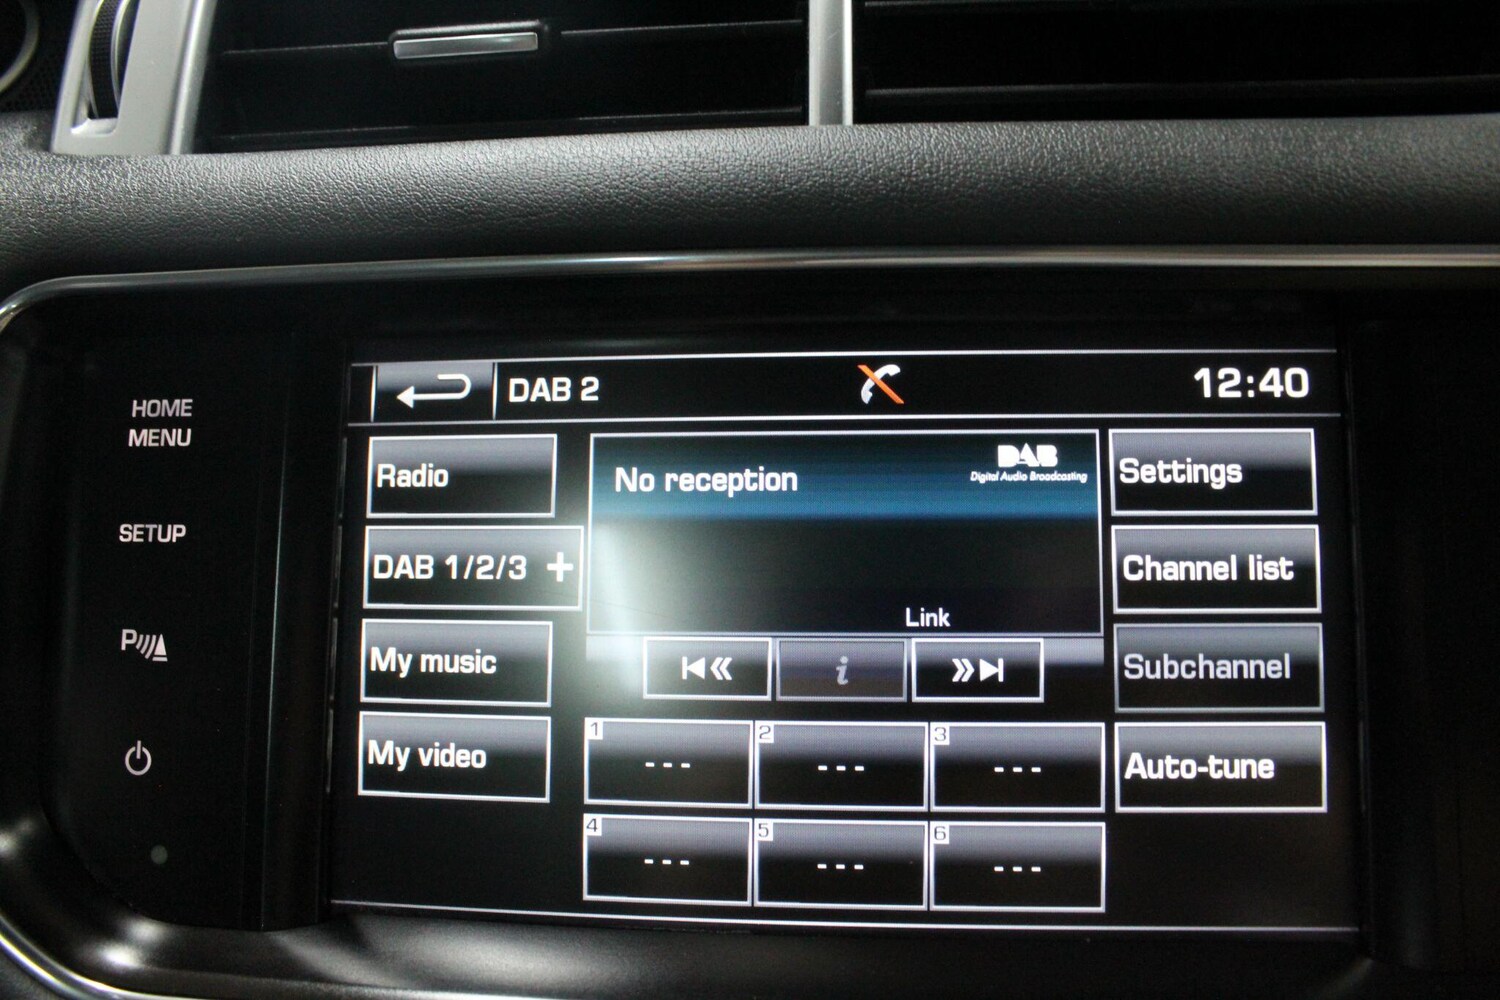 HOME
MENU
SETUP
P
DAB 2
12:40
Radio
DAB 1/2/3 +
My music
My video
No reception
DAB
Digital Audio Broadcasting
Link
i
1
---
2
---
3
---
4
---
5
---
6
---
Settings
Channel list
Subchannel
Auto-tune